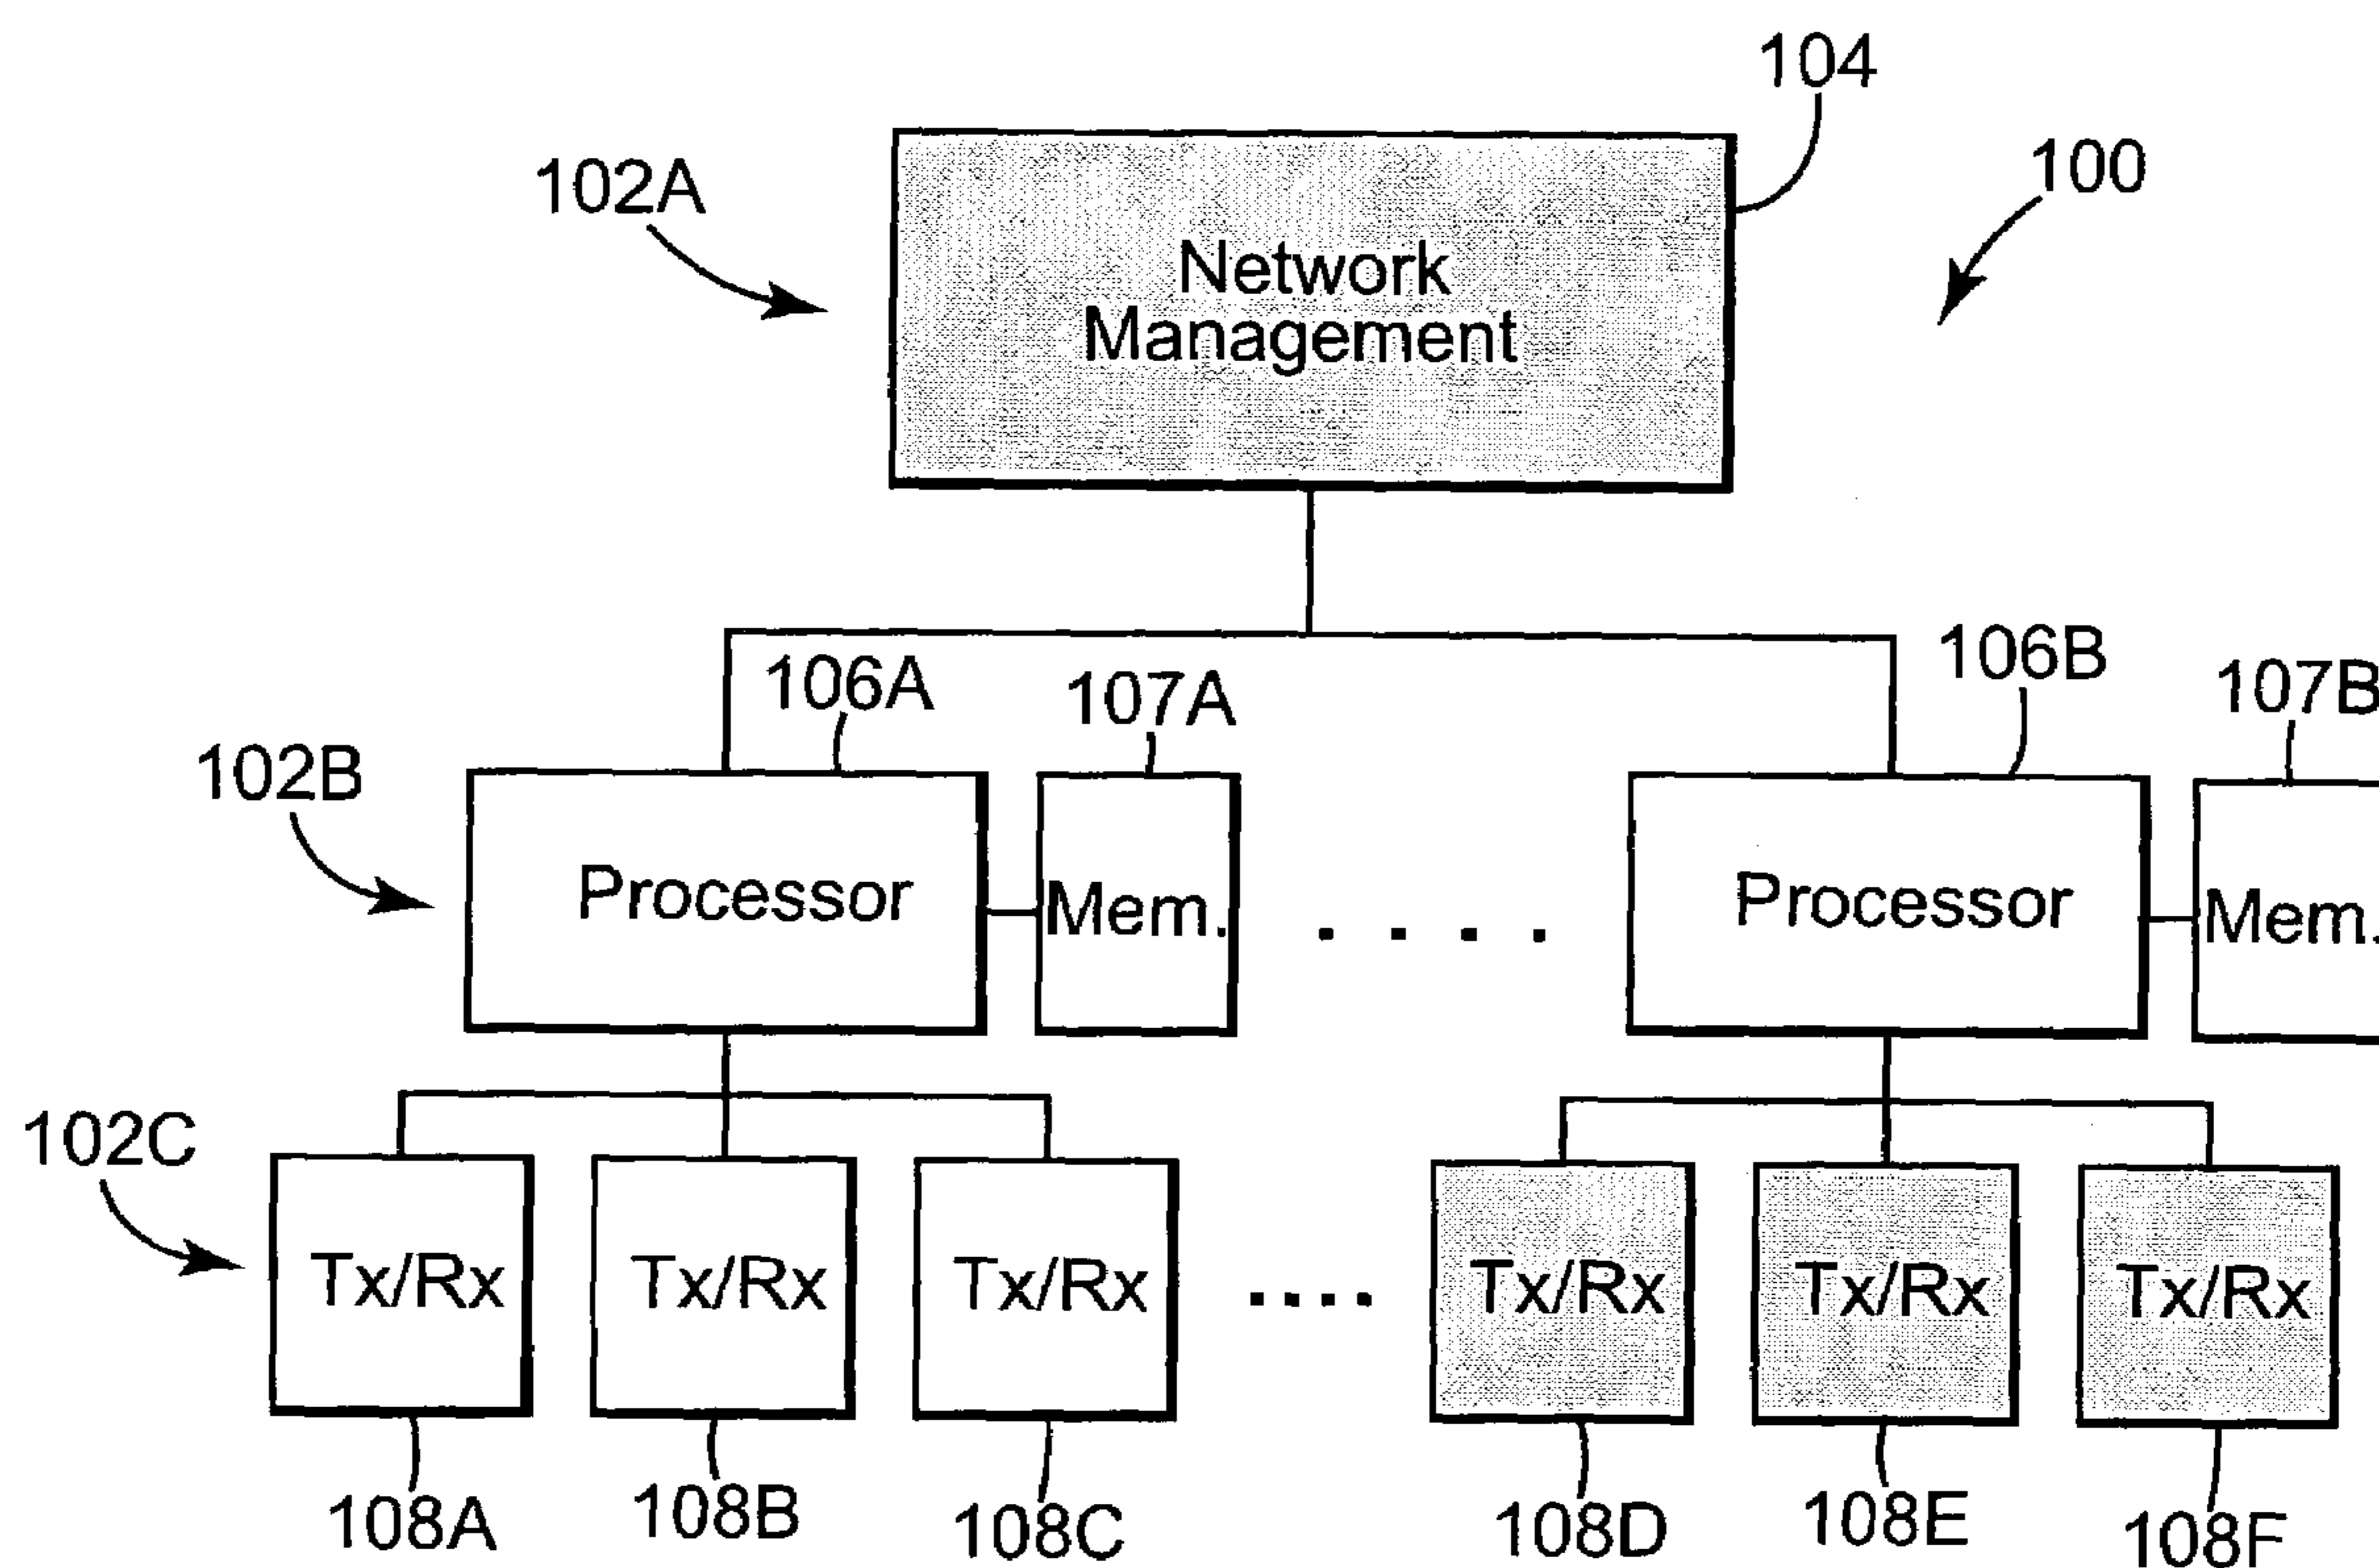 104
102A
100
Network
Management
106A
107A
106B
107B
102B
Processor
Mem.
. . . .
Processor
Mem.
102C
Tx/Rx
Tx/Rx
Tx/Rx
....
Tx/Rx
Tx/Rx
Tx/Rx
108A
108B
108C
108D
108E
108F